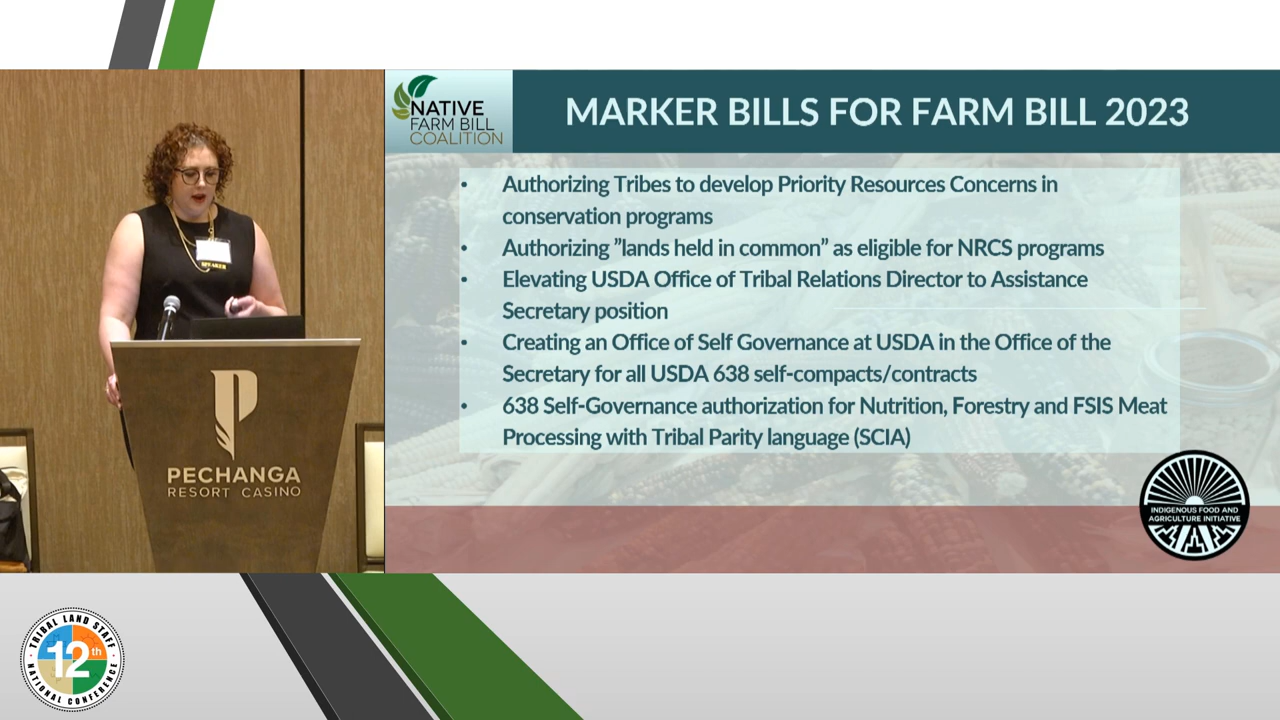 NATIVE
FARM BILL
COALITION
MARKER BILLS FOR FARM BILL 2023
• Authorizing Tribes to develop Priority Resources Concerns in
conservation programs
• Authorizing ”lands held in common” as eligible for NRCS programs
• Elevating USDA Office of Tribal Relations Director to Assistance
Secretary position
• Creating an Office of Self Governance at USDA in the Office of the
Secretary for all USDA 638 self-compacts/contracts
• 638 Self-Governance authorization for Nutrition, Forestry and FSIS Meat
Processing with Tribal Parity language (SCIA)
INDIGENOUS FOOD AND
AGRICULTURE INITIATIVE
SPEAKER
PECHANGA
RESORT CASINO
TRIBAL LAND STAFF
12th
NATIONAL CONFERENCE